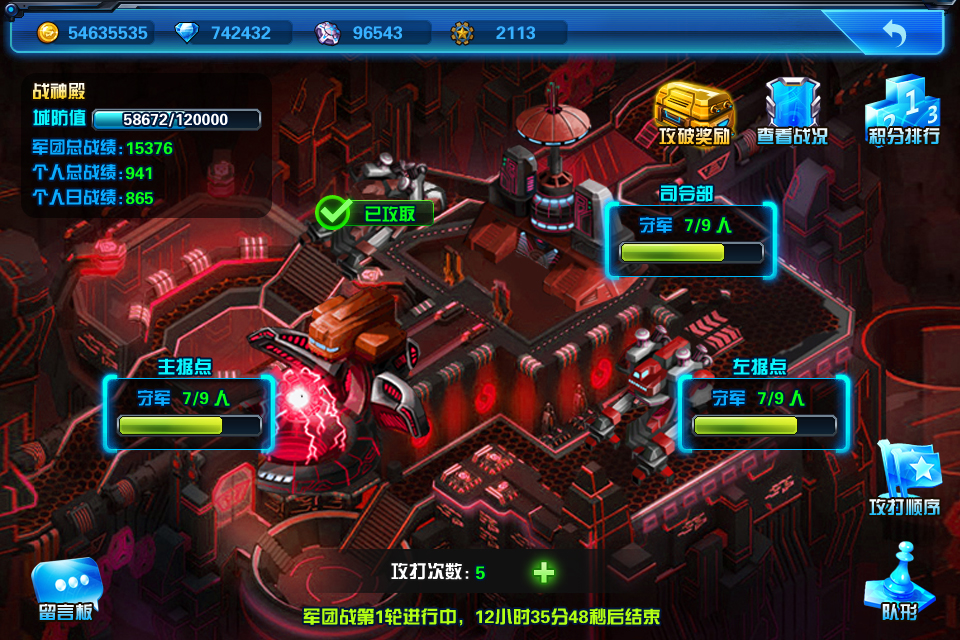 54635535 742432 96543 2113
战神殿
城防值 58672/120000
军团总战绩:15376
个人总战绩:941
个人日战绩:865
攻破奖励
查看战况
1 2 3
积分排行
已攻取
司令部
守军 7/9 人
主据点
守军 7/9 人
左据点
守军 7/9 人
攻打顺序
留言板
攻打次数:5
队形
军团战第1轮进行中，12小时35分48秒后结束